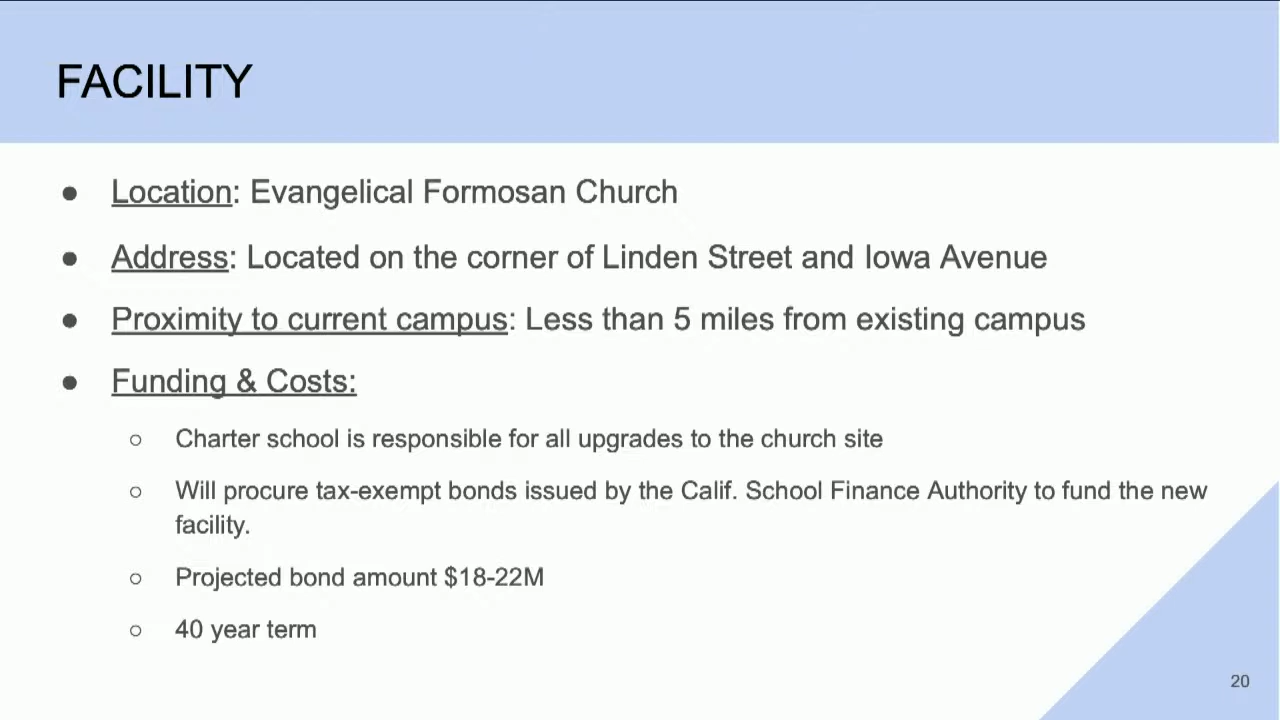 FACILITY
● Location: Evangelical Formosan Church
● Address: Located on the corner of Linden Street and Iowa Avenue
● Proximity to current campus: Less than 5 miles from existing campus
● Funding & Costs:
○ Charter school is responsible for all upgrades to the church site
○ Will procure tax-exempt bonds issued by the Calif. School Finance Authority to fund the new
facility.
○ Projected bond amount $18-22M
○ 40 year term
20